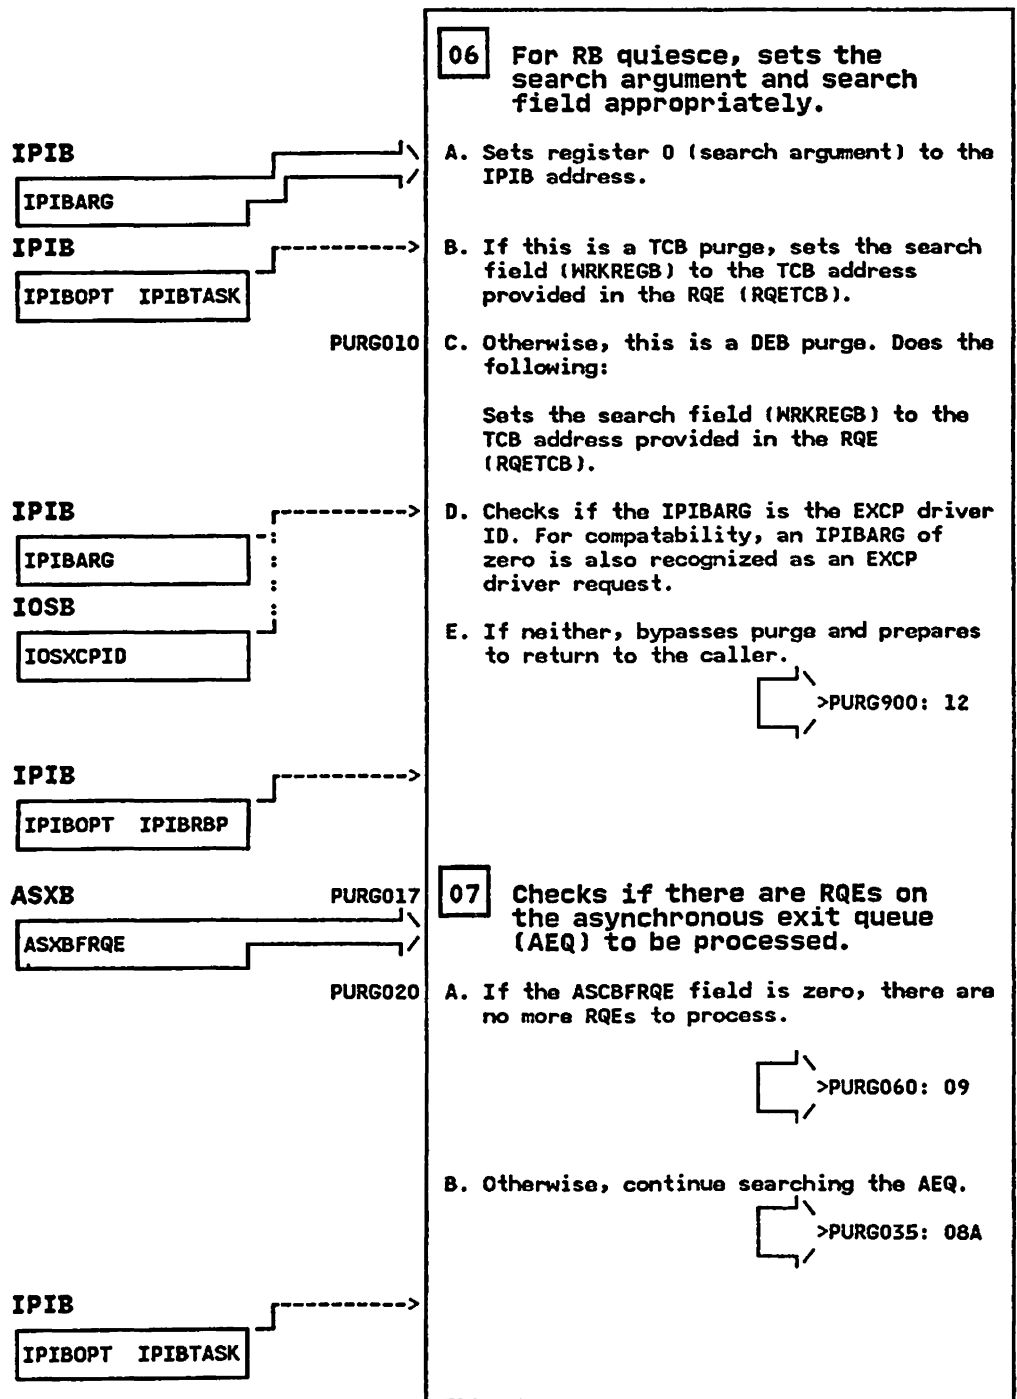 06 For RB quiesce, sets the
search argument and search
field appropriately.
IPIB
IPIBARG
A. Sets register 0 (search argument) to the
IPIB address.
IPIB
IPIBOPT IPIBTASK
B. If this is a TCB purge, sets the search
field (WRKREGB) to the TCB address
provided in the RQE (RQETCB).
PURG010
C. Otherwise, this is a DEB purge. Does the
following:
Sets the search field (WRKREGB) to the
TCB address provided in the RQE
(RQETCB).
IPIB
IPIBARG
IOSB
IOSXCPID
D. Checks if the IPIBARG is the EXCP driver
ID. For compatability, an IPIBARG of
zero is also recognized as an EXCP
driver request.
E. If neither, bypasses purge and prepares
to return to the caller.
>PURG900: 12
IPIB
IPIBOPT IPIBRBP
ASXB
PURG017
ASXBFRQE
07 Checks if there are RQEs on
the asynchronous exit queue
(AEQ) to be processed.
PURG020
A. If the ASCBFRQE field is zero, there are
no more RQEs to process.
>PURG060: 09
B. Otherwise, continue searching the AEQ.
>PURG035: 08A
IPIB
IPIBOPT IPIBTASK